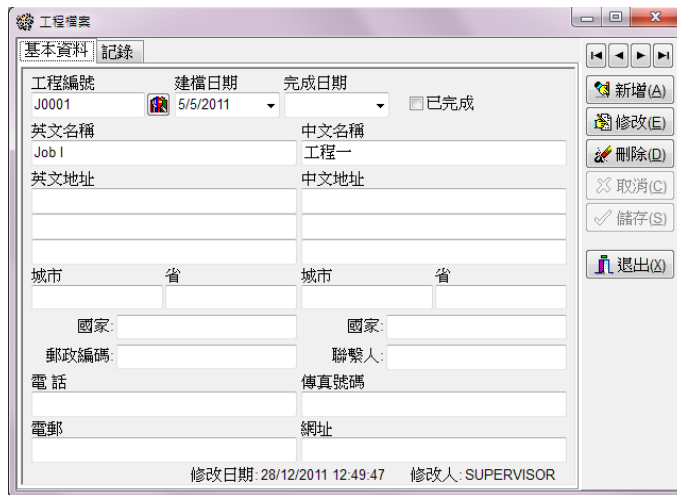 工程檔案
基本資料 記錄
工程編號 建檔日期 完成日期
J0001 5/5/2011 已完成
英文名稱 中文名稱
Job I 工程一
英文地址 中文地址
城市 省 城市 省
國家: 國家:
郵政編碼: 聯繫人:
電話 傳真號碼
電郵 網址
修改日期: 28/12/2011 12:49:47 修改人: SUPERVISOR
新增(A)
修改(E)
刪除(D)
取消(C)
儲存(S)
退出(X)